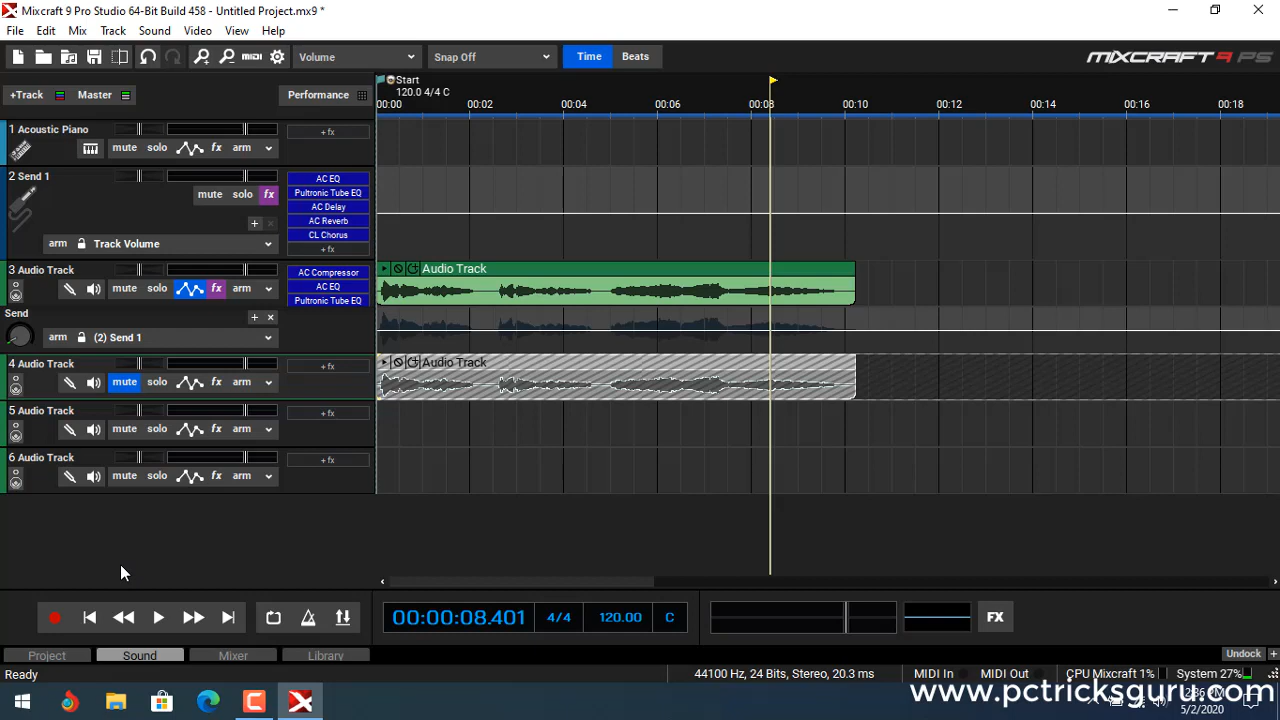 Mixcraft 9 Pro Studio 64-Bit Build 458 - Untitled Project.mx9 *
File Edit Mix Track Sound Video View Help
MIDI Volume Snap Off Time Beats MIXCRAFT 9 PS
Start
120.0 4/4 C
+Track Master Performance
00:00 00:02 00:04 00:06 00:08 00:10 00:12 00:14 00:16 00:18
1 Acoustic Piano
+ fx
mute solo fx arm
2 Send 1
AC EQ
mute solo fx
Pultronic Tube EQ
AC Delay
AC Reverb
CL Chorus
arm Track Volume
+ fx
3 Audio Track
AC Compressor
Audio Track
mute solo fx arm
AC EQ
Pultronic Tube EQ
Send
arm (2) Send 1
4 Audio Track
+ fx
Audio Track
mute solo fx arm
5 Audio Track
+ fx
mute solo fx arm
6 Audio Track
+ fx
mute solo fx arm
00:00:08.401 4/4 120.00 C FX
Project Sound Mixer Library Undock +
Ready
44100 Hz, 24 Bits, Stereo, 20.3 ms MIDI In MIDI Out CPU Mixcraft 1% System 27%
www.pctricksguru.com
5/2/2020